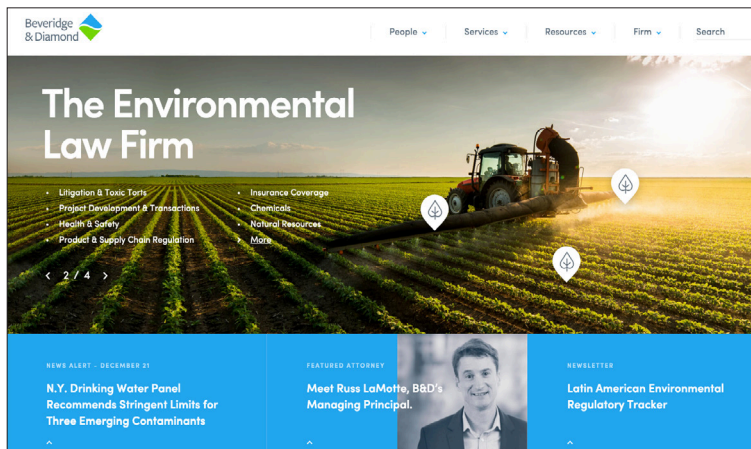 Beveridge
& Diamond
People
Services
Resources
Firm
Search
The Environmental
Law Firm
• Litigation & Toxic Torts
• Project Development & Transactions
• Health & Safety
• Product & Supply Chain Regulation
• Insurance Coverage
• Chemicals
• Natural Resources
> More
< 2 / 4 >
NEWS ALERT - DECEMBER 21
N.Y. Drinking Water Panel
Recommends Stringent Limits for
Three Emerging Contaminants
FEATURED ATTORNEY
Meet Russ LaMotte, B&D's
Managing Principal.
NEWSLETTER
Latin American Environmental
Regulatory Tracker